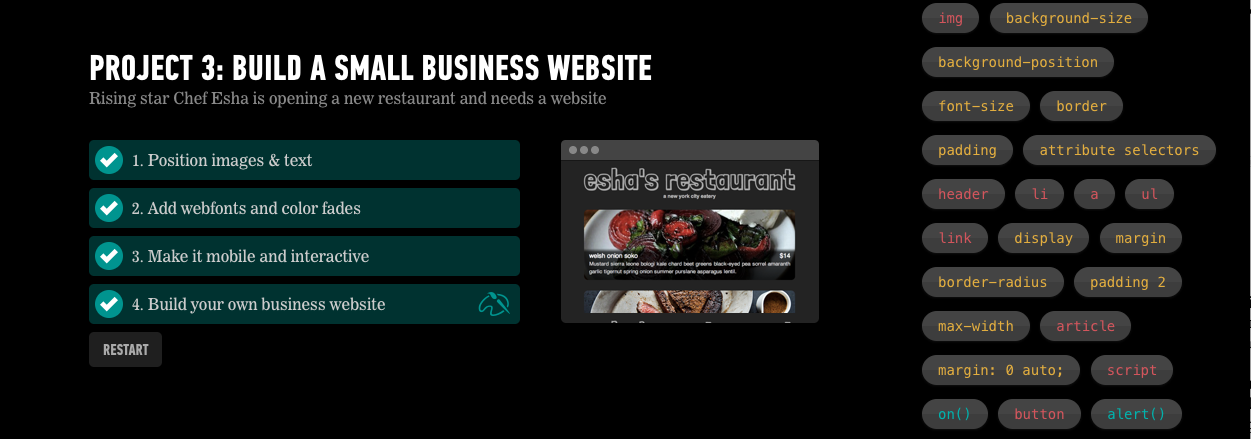 PROJECT 3: BUILD A SMALL BUSINESS WEBSITE
Rising star Chef Esha is opening a new restaurant and needs a website
1. Position images & text
2. Add webfonts and color fades
3. Make it mobile and interactive
4. Build your own business website
RESTART
esha's restaurant
a new york city eatery
welsh onion soko $14
Mustard sierra leone bologi kale chard beet greens black-eyed pea sorrel amaranth
garlic tigernut spring onion summer purslane asparagus lentil.
img background-size
background-position
font-size border
padding attribute selectors
header li a ul
link display margin
border-radius padding 2
max-width article
margin: 0 auto; script
on() button alert()